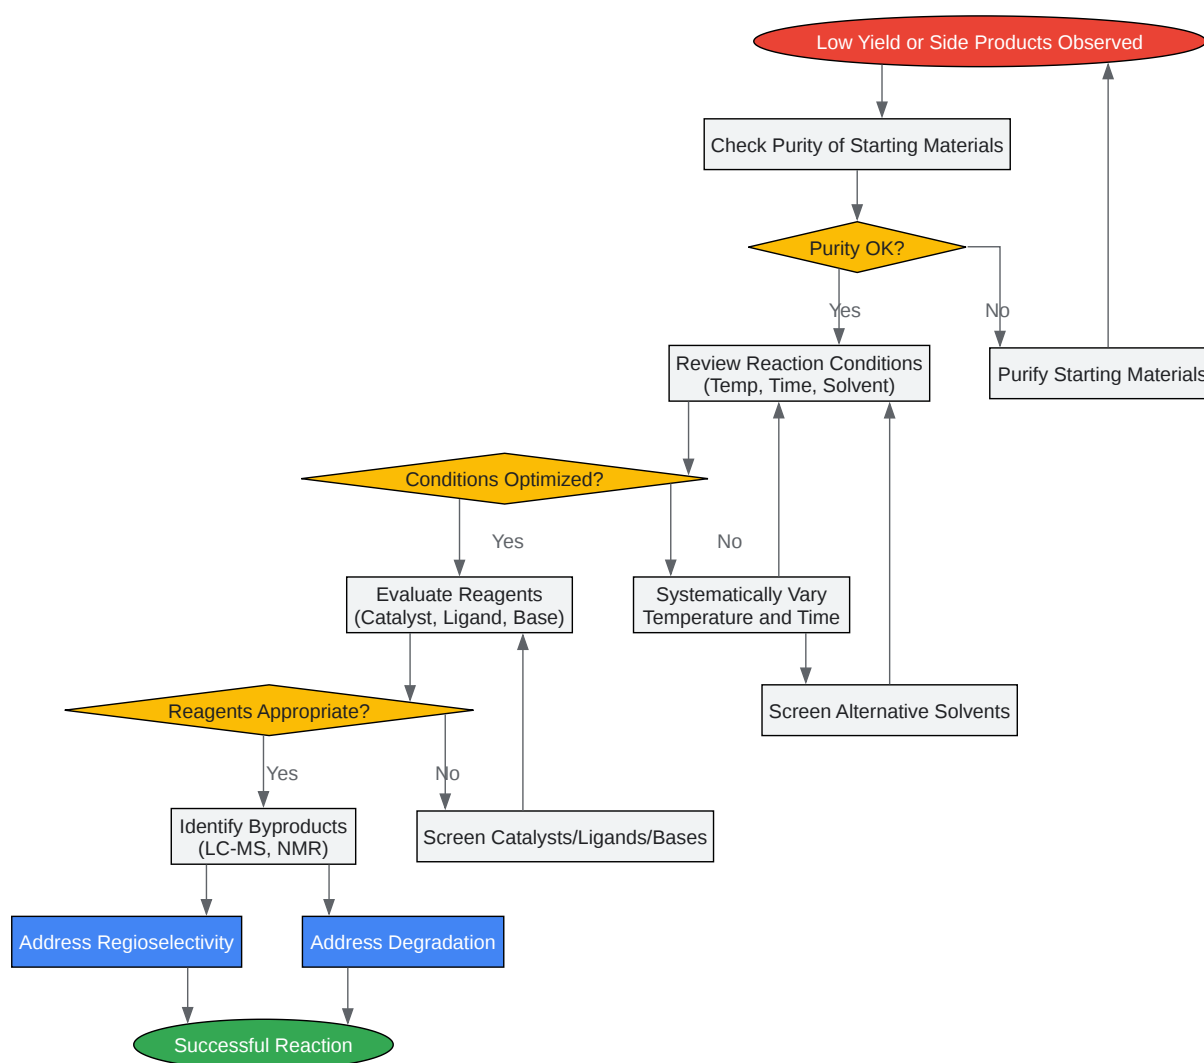 Low Yield or Side Products Observed
Check Purity of Starting Materials
Purity OK?
Yes
No
Review Reaction Conditions
(Temp, Time, Solvent)
Purify Starting Materials
Conditions Optimized?
Yes
No
Evaluate Reagents
(Catalyst, Ligand, Base)
Systematically Vary
Temperature and Time
Reagents Appropriate?
Screen Alternative Solvents
Yes
No
Identify Byproducts
(LC-MS, NMR)
Screen Catalysts/Ligands/Bases
Address Regioselectivity
Address Degradation
Successful Reaction